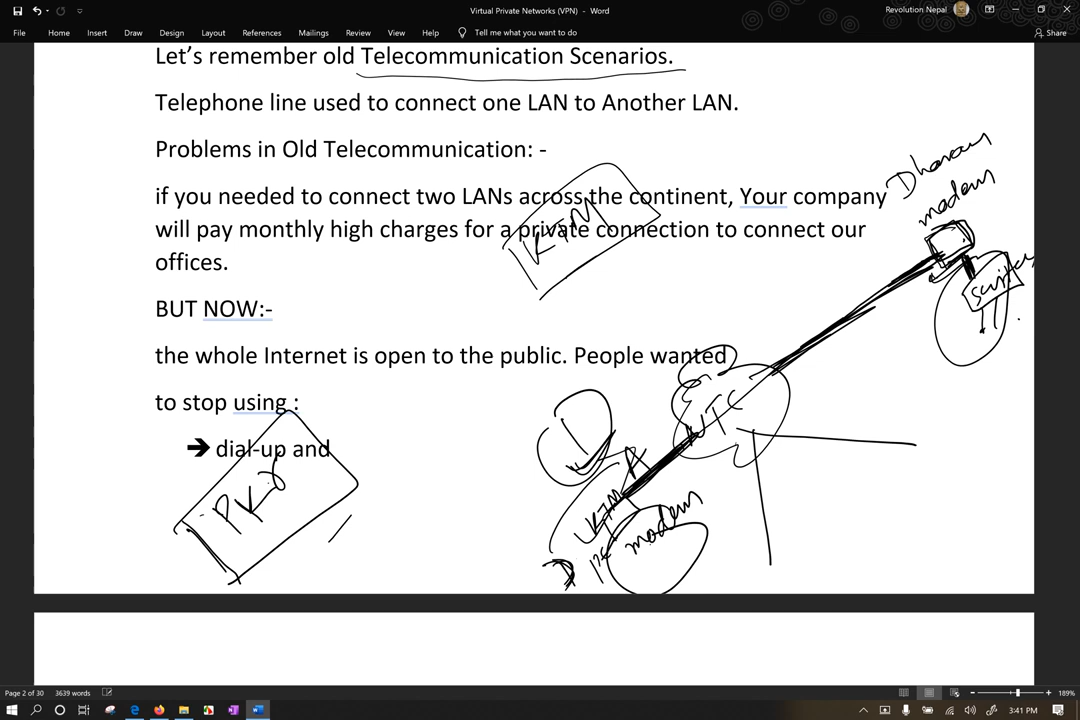 Virtual Private Networks (VPN) - Word
Revolution Nepal
File Home Insert Draw Design Layout References Mailings Review View Help Tell me what you want to do
Share
Let's remember old Telecommunication Scenarios.
Telephone line used to connect one LAN to Another LAN.
Problems in Old Telecommunication: -
if you needed to connect two LANs across the continent, Your company
will pay monthly high charges for a private connection to connect our
offices.
BUT NOW:-
the whole Internet is open to the public. People wanted
to stop using :
➔ dial-up and
KTM
Dharan
modem
NTC
PKR
KTM
modem
Page 2 of 30 3639 words
189%
3:41 PM